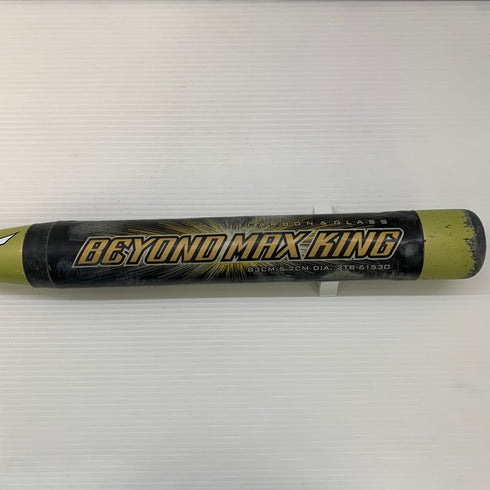 CARBON & GLASS
BEYOND MAX KING
83CM/5.7CM DIA. 2TB-61530